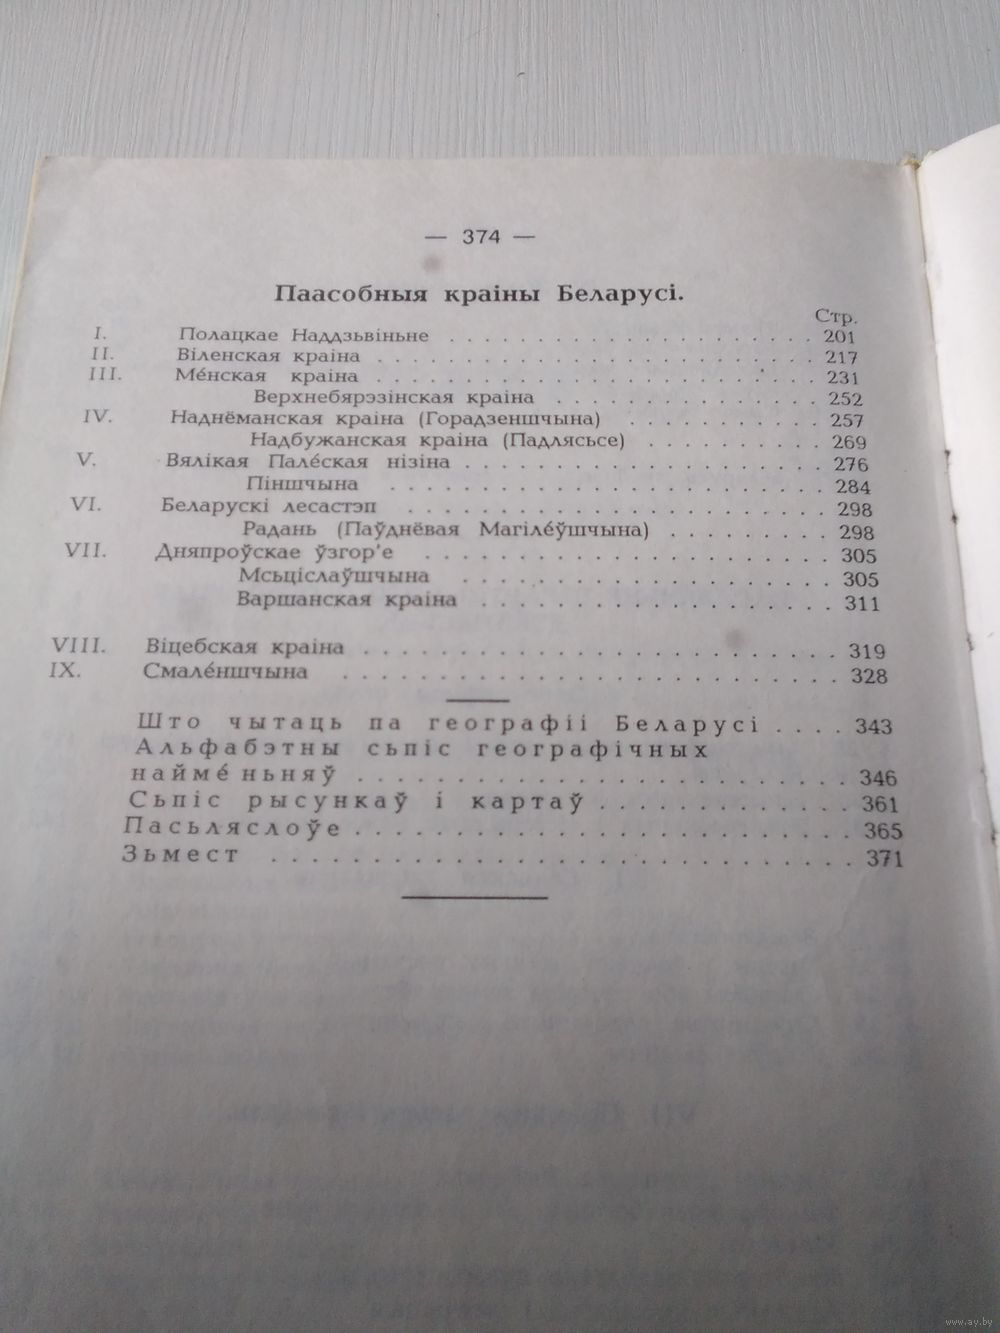 — 374 —
Паасобныя краіны Беларусі.
Стр.
I. Полацкае Наддзьвіньне . . . . . . . . . . . . . . . . . . 201
II. Віленская краіна . . . . . . . . . . . . . . . . . . . . . 217
III. Ме́нская краіна . . . . . . . . . . . . . . . . . . . . . 231
Верхнебярэзінская краіна . . . . . . . . . . . . . 252
IV. Наднёманская краіна (Горадзеншчына) . . . . . . . . . 257
Надбужанская краіна (Падлясьсе) . . . . . . . . . 269
V. Вялікая Пале́ская нізіна . . . . . . . . . . . . . . . . . 276
Піншчына . . . . . . . . . . . . . . . . . . . . . 284
VI. Беларускі лесастэп . . . . . . . . . . . . . . . . . . . . 298
Радань (Паўднёвая Магіле́ўшчына) . . . . . . . . 298
VII. Дняпроўскае ўзгор'е . . . . . . . . . . . . . . . . . . . 305
Мсьціслаўшчына . . . . . . . . . . . . . . . . . 305
Варшанская краіна . . . . . . . . . . . . . . . . 311
VIII. Віцебская краіна . . . . . . . . . . . . . . . . . . . . . . 319
IX. Смале́ншчына . . . . . . . . . . . . . . . . . . . . . . . 328
Што чытаць па географіі Беларусі . . . . 343
Альфабэтны сьпіс географічных
найме́ньняў . . . . . . . . . . . . . . . . . . . . . . 346
Сьпіс рысункаў і картаў . . . . . . . . . . . 361
Пасьляслоўе . . . . . . . . . . . . . . . . . . . . . . 365
Зьмест . . . . . . . . . . . . . . . . . . . . . . . . . 371
www.ay.by